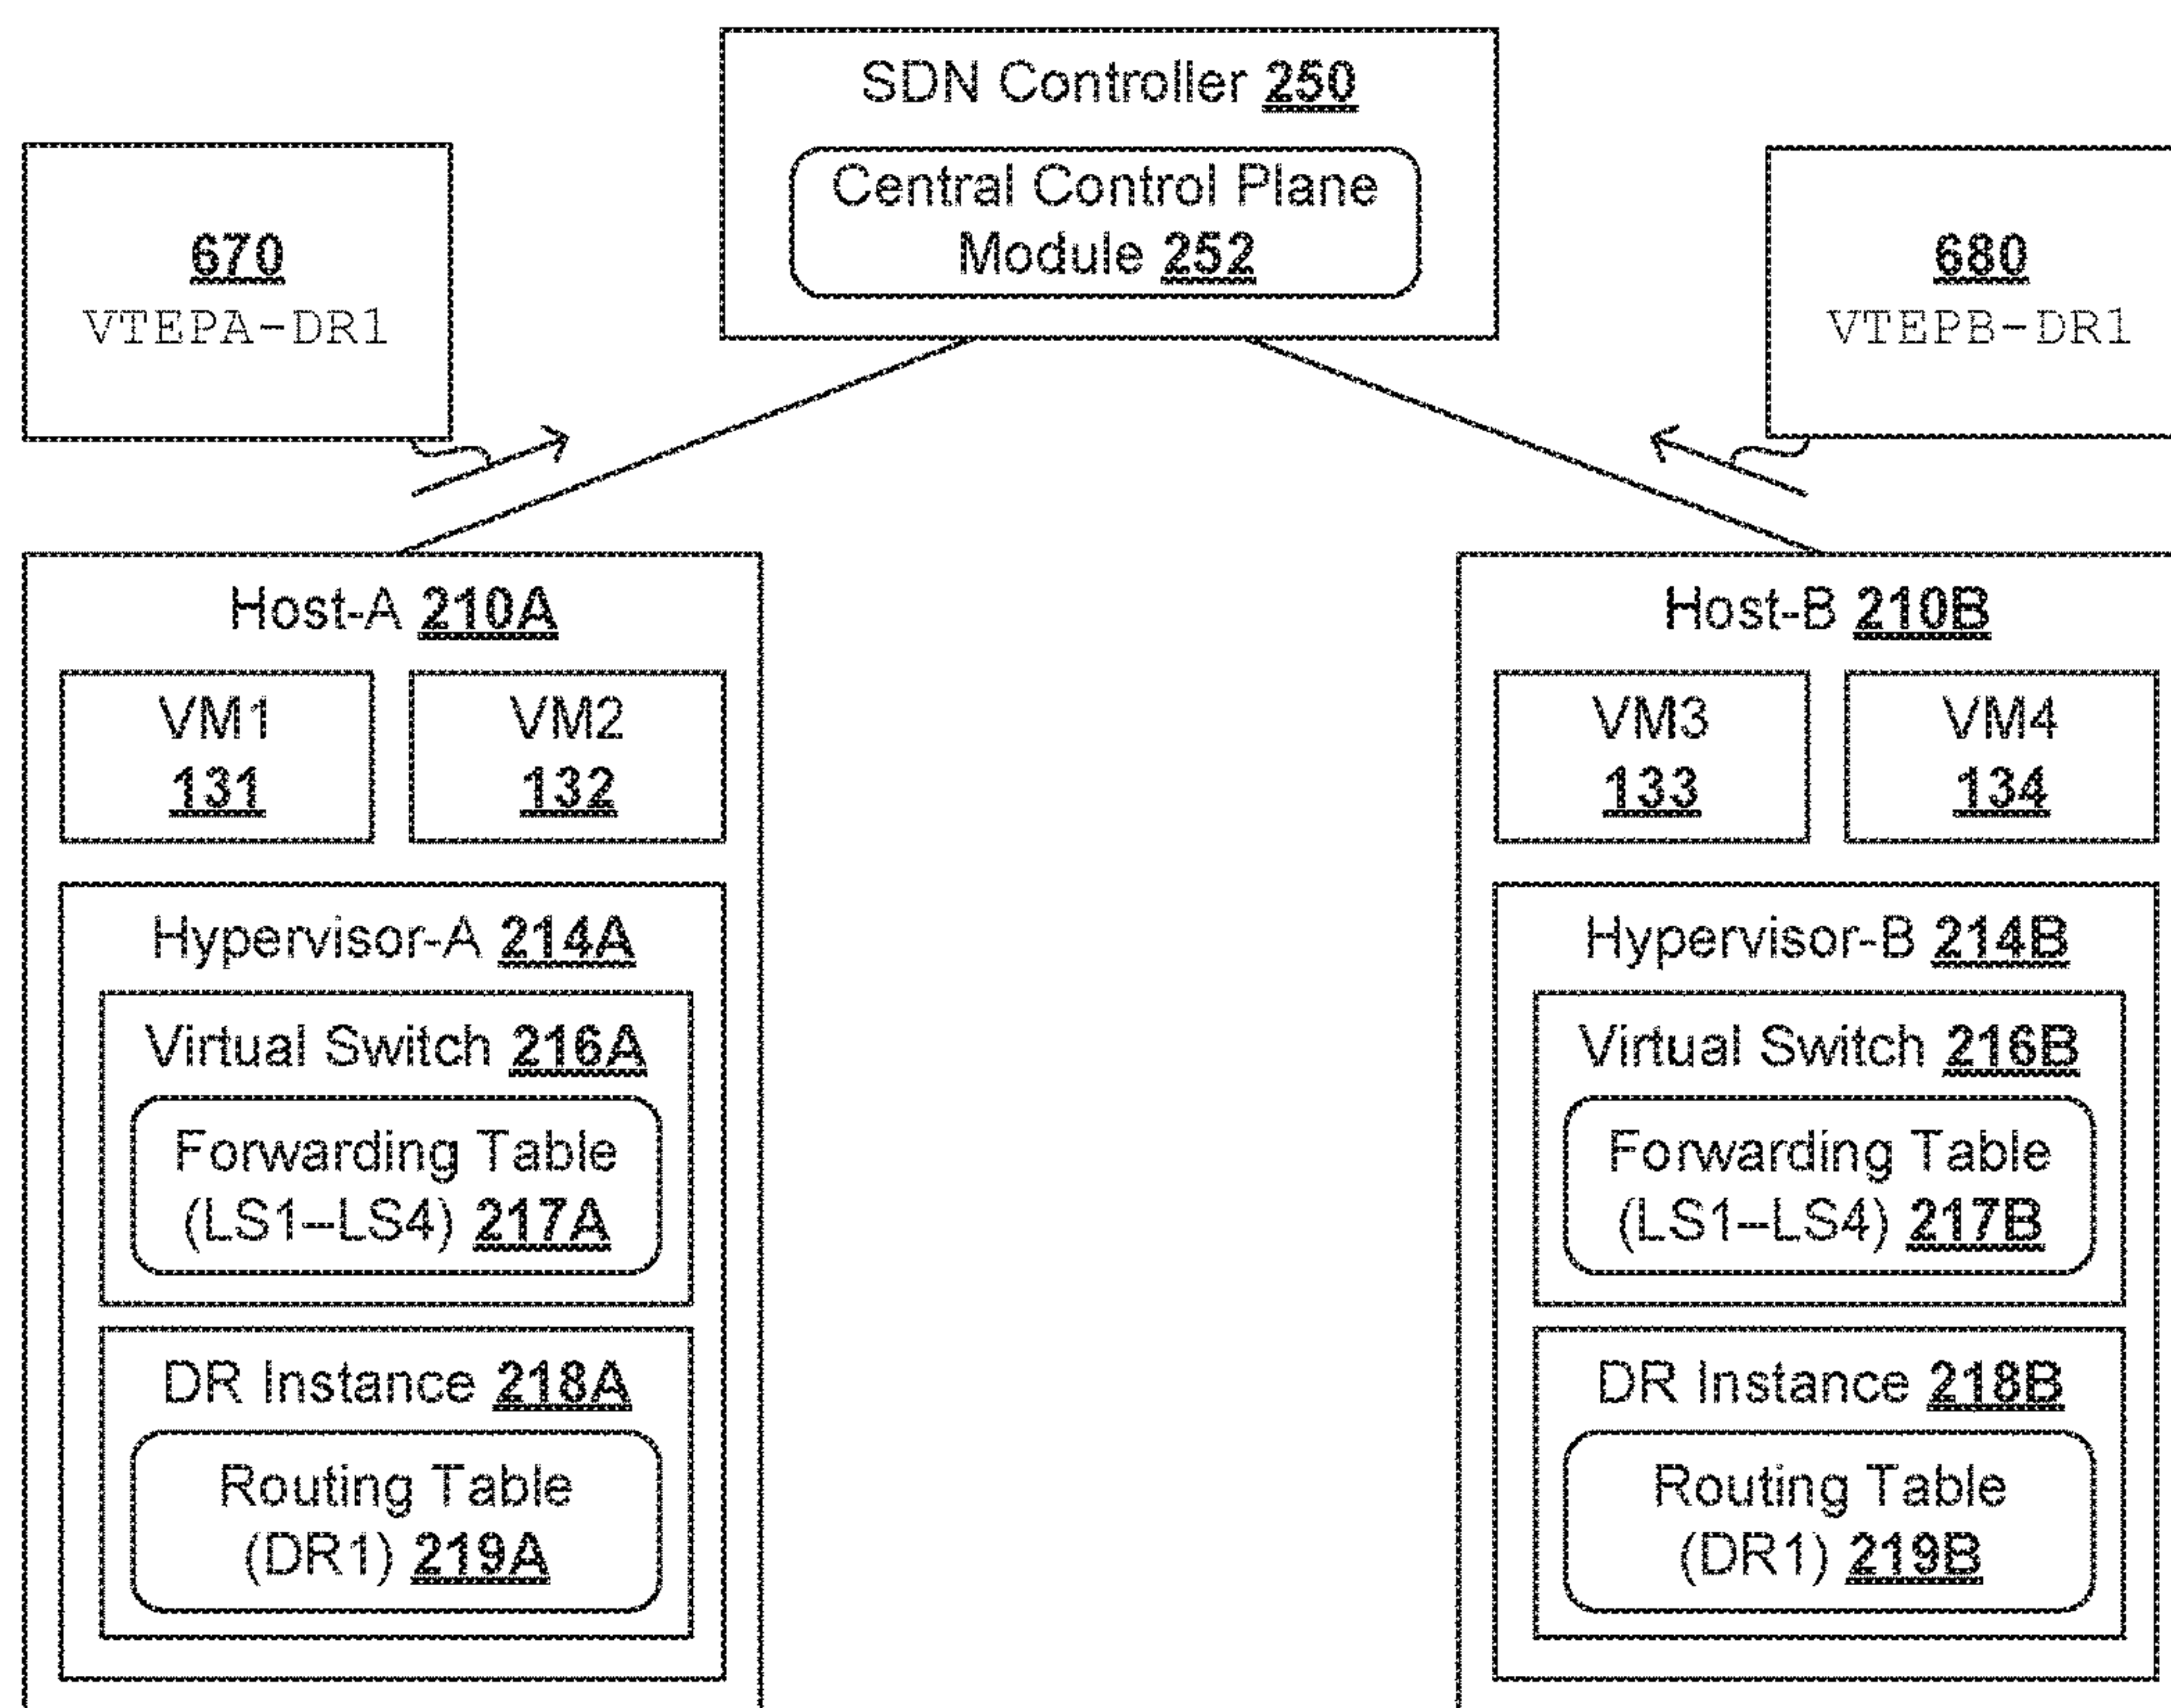 SDN Controller 250
Central Control Plane
Module 252
670
VTEPA-DR1
680
VTEPB-DR1
Host-A 210A
VM1
131
VM2
132
Hypervisor-A 214A
Virtual Switch 216A
Forwarding Table
(LS1-LS4) 217A
DR Instance 218A
Routing Table
(DR1) 219A
Host-B 210B
VM3
133
VM4
134
Hypervisor-B 214B
Virtual Switch 216B
Forwarding Table
(LS1-LS4) 217B
DR Instance 218B
Routing Table
(DR1) 219B